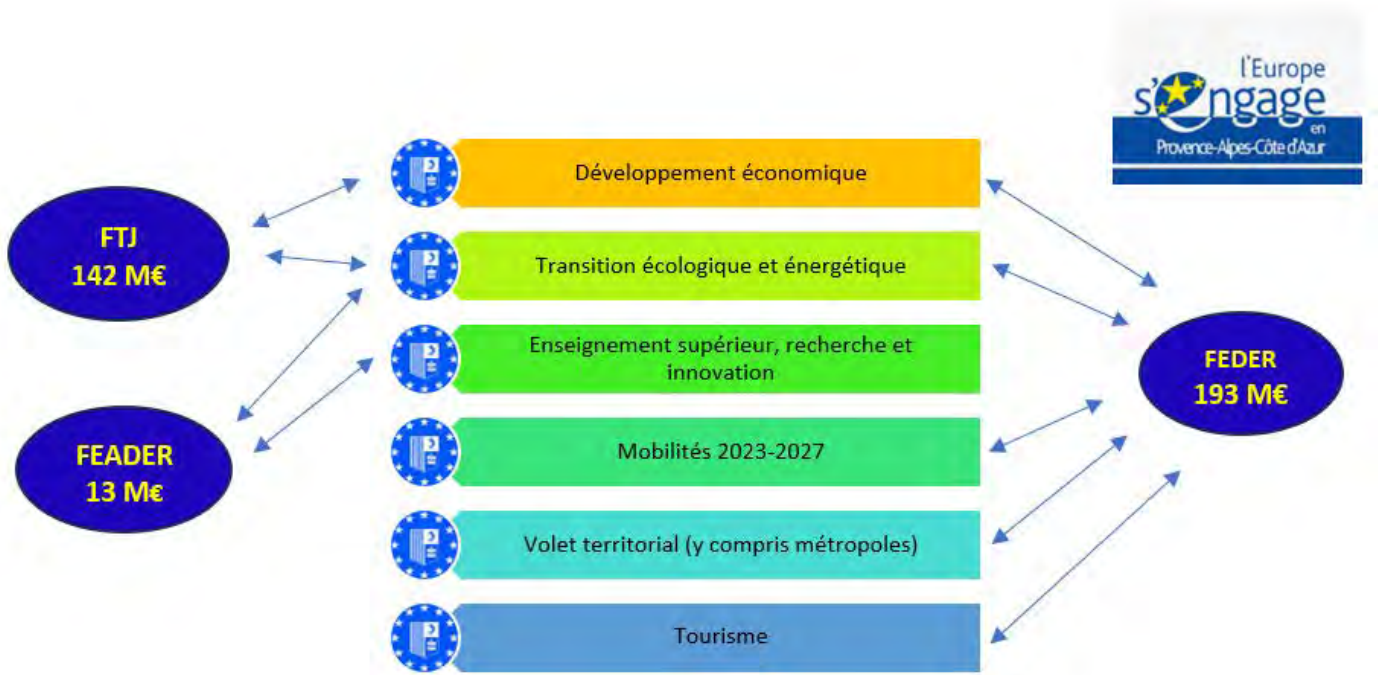 l'Europe
s'engage
en
Provence-Alpes-Côte d'Azur
Développement économique
FTJ
142 M€
Transition écologique et énergétique
Enseignement supérieur, recherche et
innovation
FEDER
193 M€
Mobilités 2023-2027
FEADER
13 M€
Volet territorial (y compris métropoles)
Tourisme